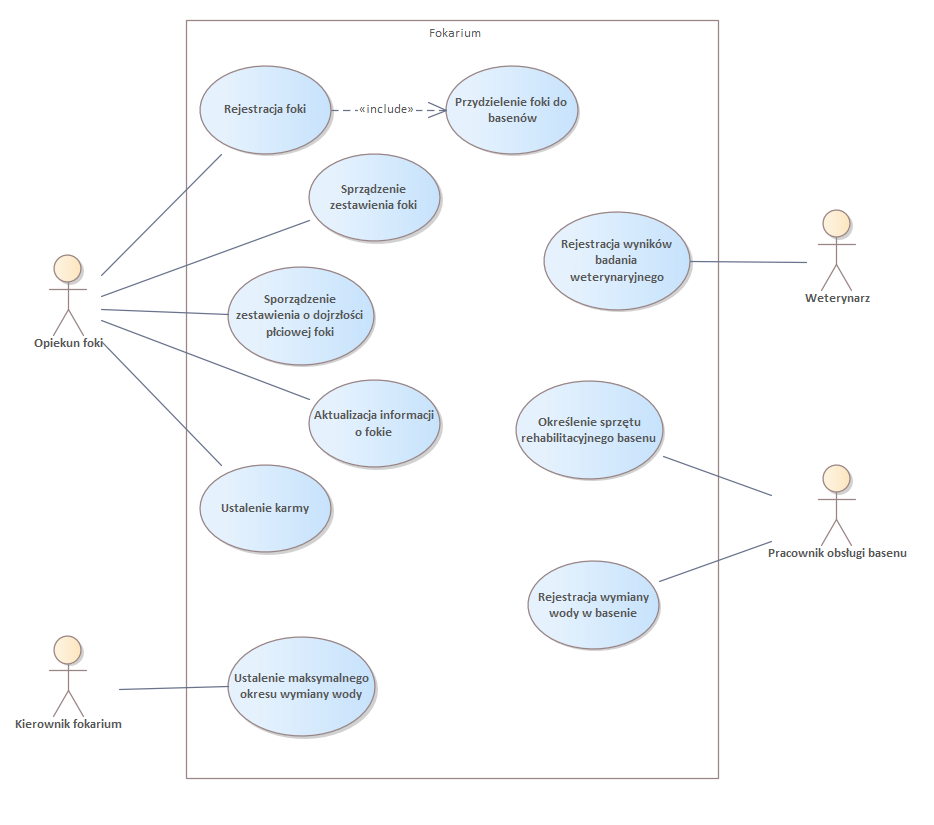 Fokarium
Rejestracja foki
«include»
Przydzielenie foki do
basenów
Sprządzenie
zestawienia foki
Rejestracja wyników
badania
weterynaryjnego
Weterynarz
Sporządzenie
zestawienia o dojrzłości
płciowej foki
Opiekun foki
Aktualizacja informacji
o fokie
Określenie sprzętu
rehabilitacyjnego basenu
Ustalenie karmy
Pracownik obsługi basenu
Rejestracja wymiany
wody w basenie
Ustalenie maksymalnego
okresu wymiany wody
Kierownik fokarium